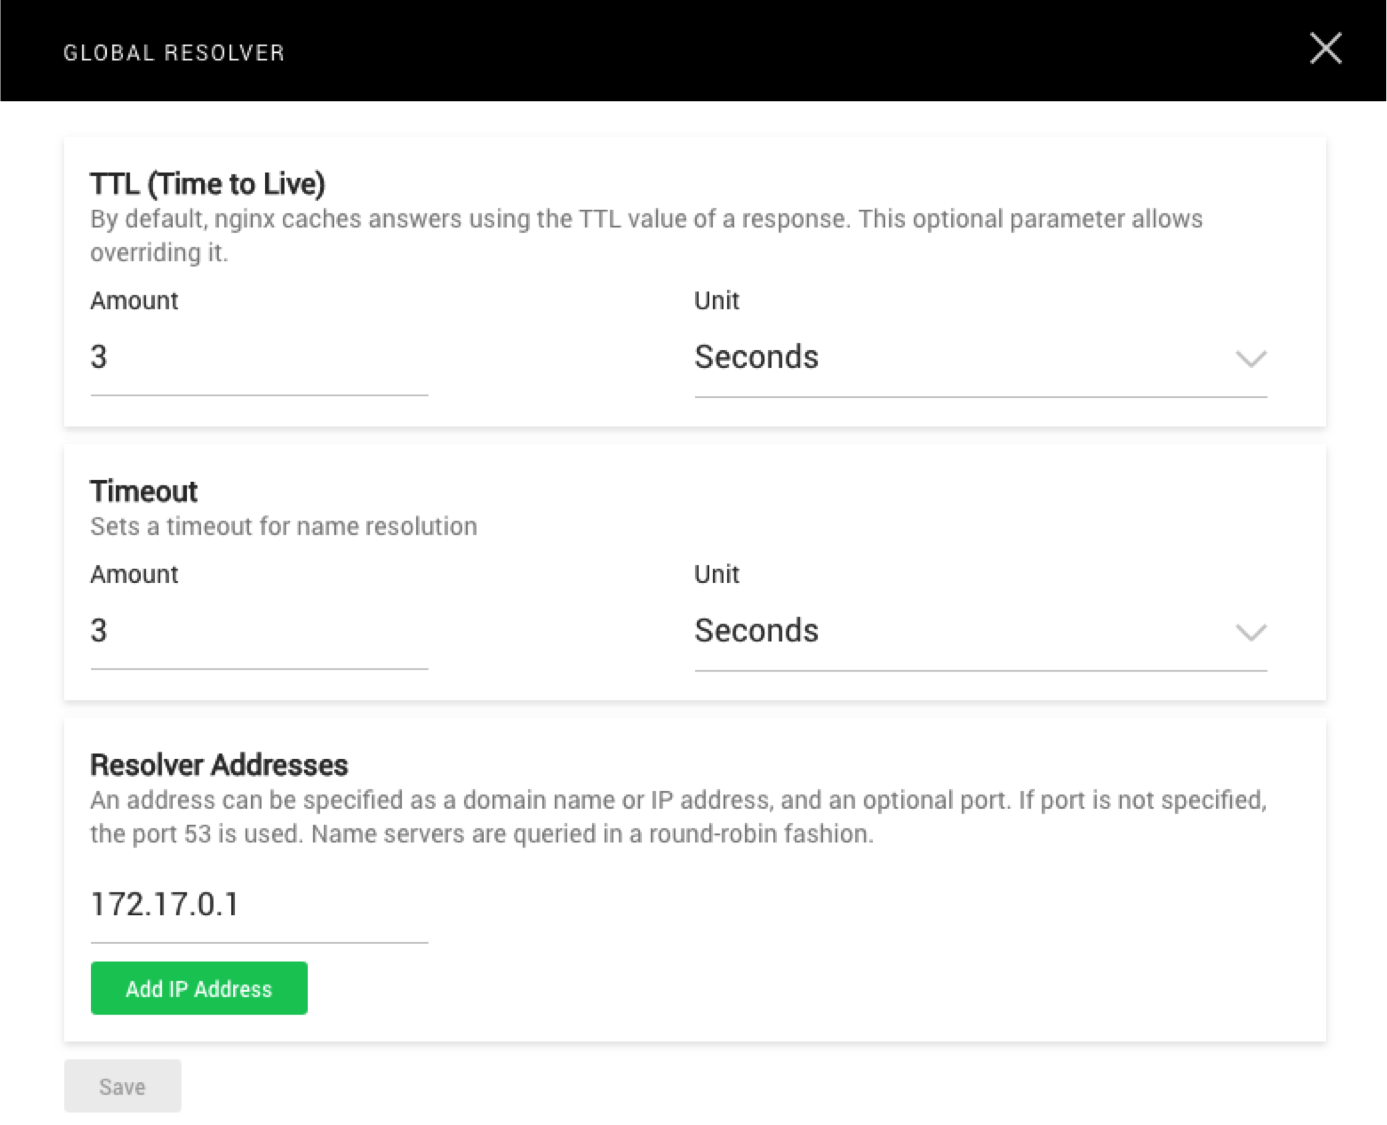 GLOBAL RESOLVER
TTL (Time to Live)
By default, nginx caches answers using the TTL value of a response. This optional parameter allows
overriding it.
Amount
Unit
3
Seconds
Timeout
Sets a timeout for name resolution
Amount
Unit
3
Seconds
Resolver Addresses
An address can be specified as a domain name or IP address, and an optional port. If port is not specified,
the port 53 is used. Name servers are queried in a round-robin fashion.
172.17.0.1
Add IP Address
Save